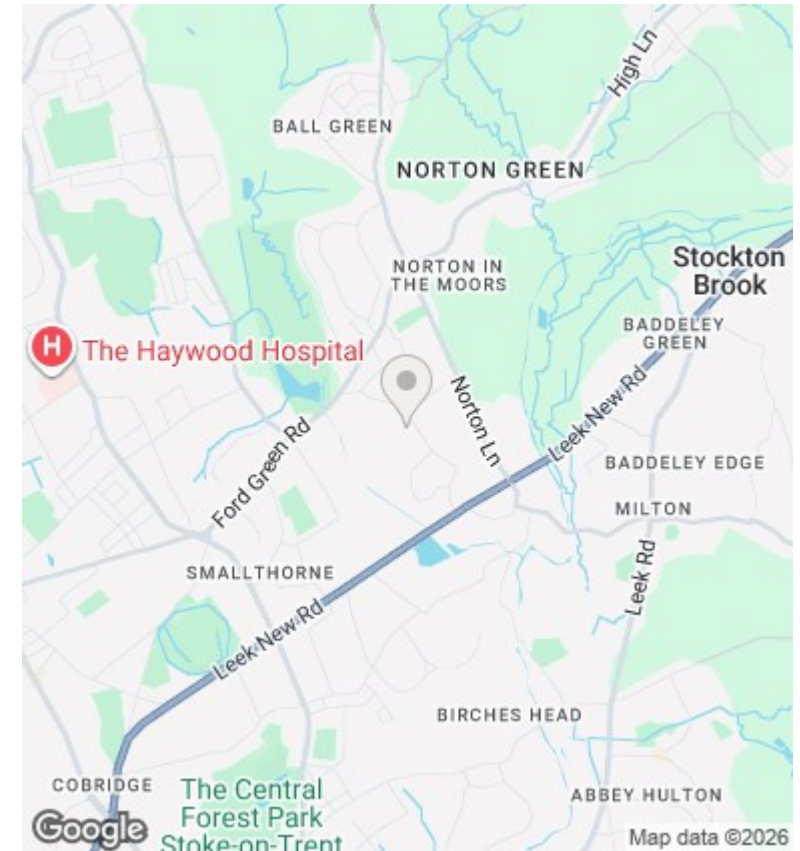 High Ln
BALL GREEN
NORTON GREEN
NORTON IN
THE MOORS
Stockton
Brook
BADDELEY
GREEN
H
The Haywood Hospital
Norton Ln
Leek New Rd
Ford Green Rd
BADDELEY EDGE
MILTON
SMALLTHORNE
Leek Rd
Leek New Rd
BIRCHES HEAD
COBRIDGE
The Central
Forest Park
Stoke-on-Trent
ABBEY HULTON
Google
Map data ©2026